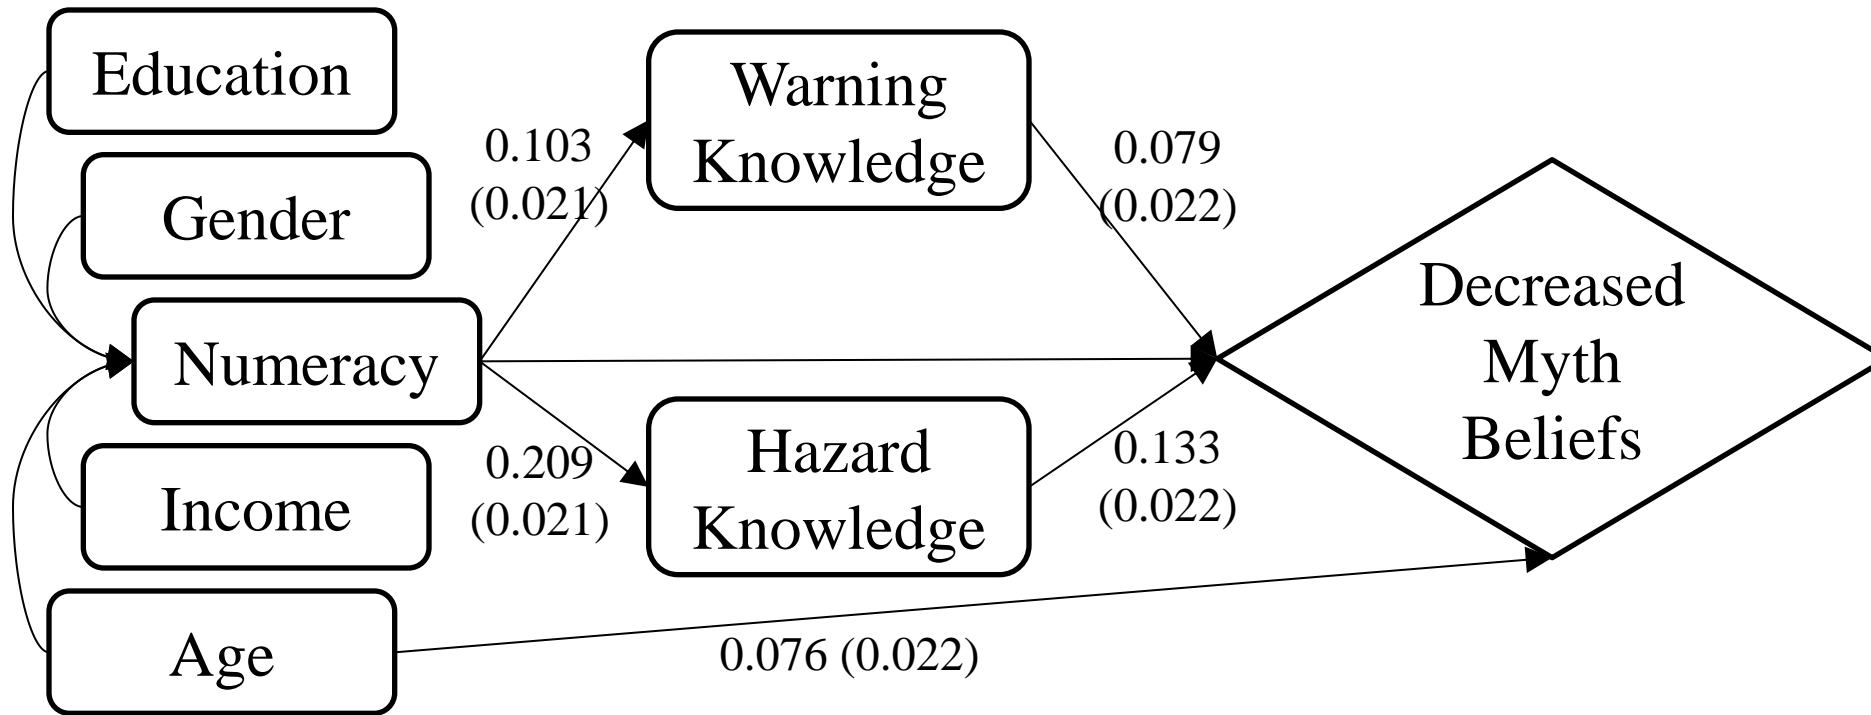 Education
Gender
Numeracy
Income
Age
0.103
(0.021)
0.209
(0.021)
Warning
Knowledge
Hazard
Knowledge
0.079
(0.022)
0.133
(0.022)
0.076 (0.022)
Decreased
Myth
Beliefs